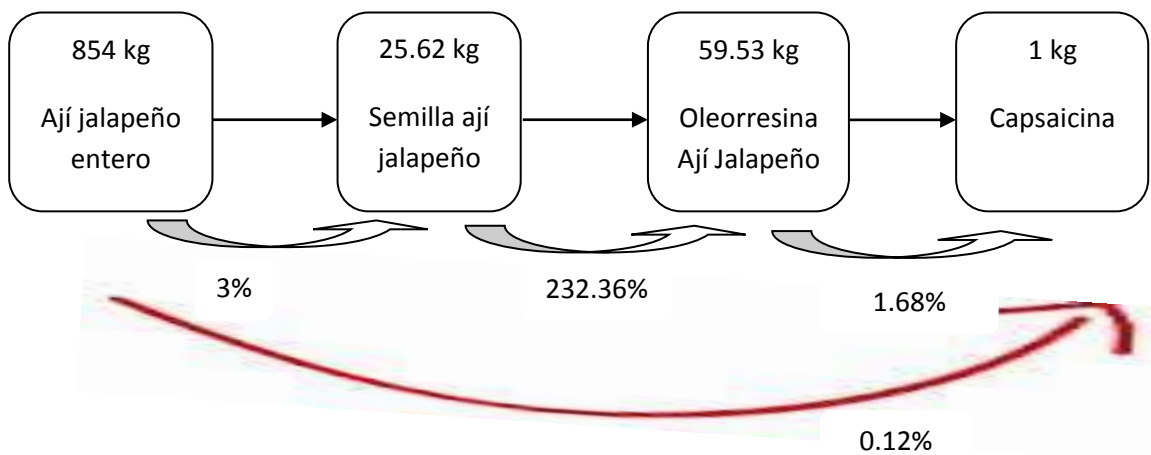 854 kg
Ají jalapeño
entero
25.62 kg
Semilla ají
jalapeño
59.53 kg
Oleorresina
Ají Jalapeño
1 kg
Capsaicina
3%
232.36%
1.68%
0.12%